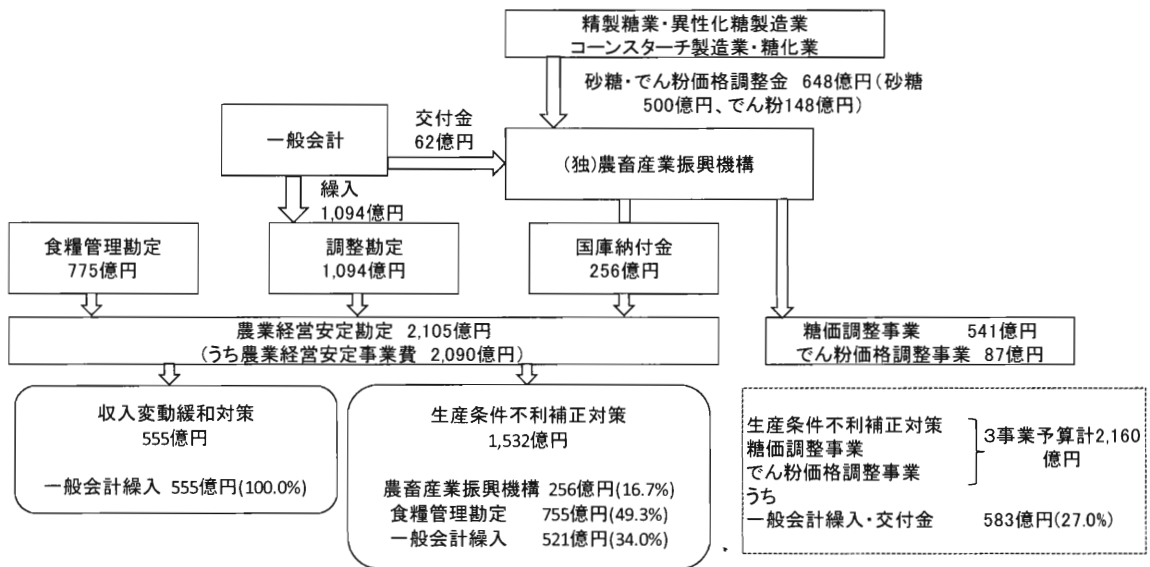 精製糖業・異性化糖製造業
コーンスターチ製造業・糖化業
砂糖・でん粉価格調整金 648億円(砂糖
500億円、でん粉148億円)
一般会計
交付金
62億円
(独)農畜産業振興機構
繰入
1,094億円
食糧管理勘定
775億円
調整勘定
1,094億円
国庫納付金
256億円
農業経営安定勘定 2,105億円
(うち農業経営安定事業費 2,090億円)
糖価調整事業 541億円
でん粉価格調整事業 87億円
収入変動緩和対策
555億円
一般会計繰入 555億円(100.0%)
生産条件不利補正対策
1,532億円
農畜産業振興機構 256億円(16.7%)
食糧管理勘定 755億円(49.3%)
一般会計繰入 521億円(34.0%)
生産条件不利補正対策
糖価調整事業
でん粉価格調整事業
3事業予算計2,160
億円
うち
一般会計繰入・交付金 583億円(27.0%)